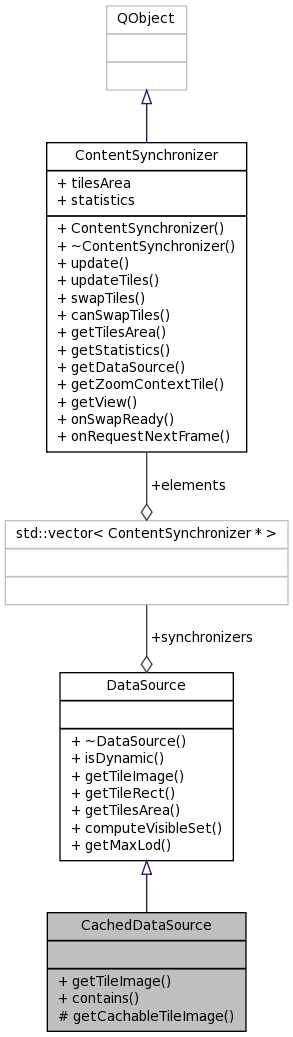 QObject
ContentSynchronizer
+ tilesArea
+ statistics
+ ContentSynchronizer()
+ ~ContentSynchronizer()
+ update()
+ updateTiles()
+ swapTiles()
+ canSwapTiles()
+ getTilesArea()
+ getStatistics()
+ getDataSource()
+ getZoomContextTile()
+ getView()
+ onSwapReady()
+ onRequestNextFrame()
+elements
std::vector< ContentSynchronizer * >
+synchronizers
DataSource
+ ~DataSource()
+ isDynamic()
+ getTileImage()
+ getTileRect()
+ getTilesArea()
+ computeVisibleSet()
+ getMaxLod()
CachedDataSource
+ getTileImage()
+ contains()
# getCachableTileImage()